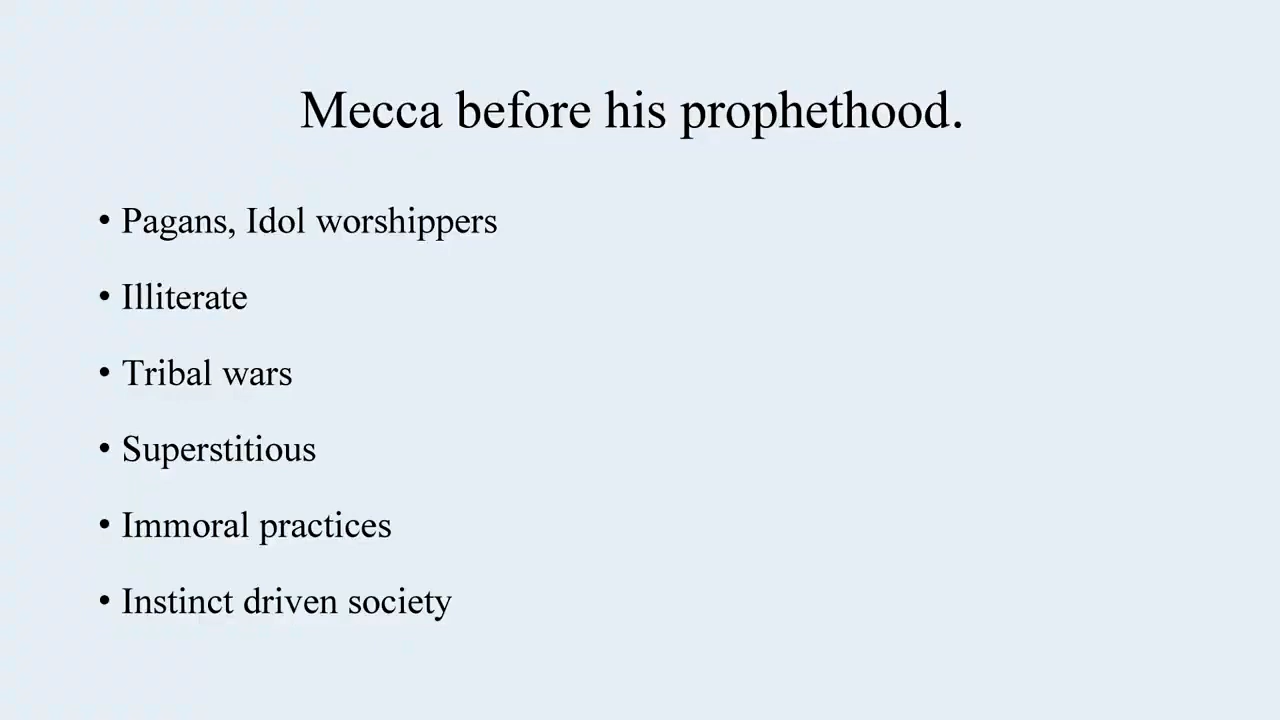 Mecca before his prophethood.
• Pagans, Idol worshippers
• Illiterate
• Tribal wars
• Superstitious
• Immoral practices
• Instinct driven society